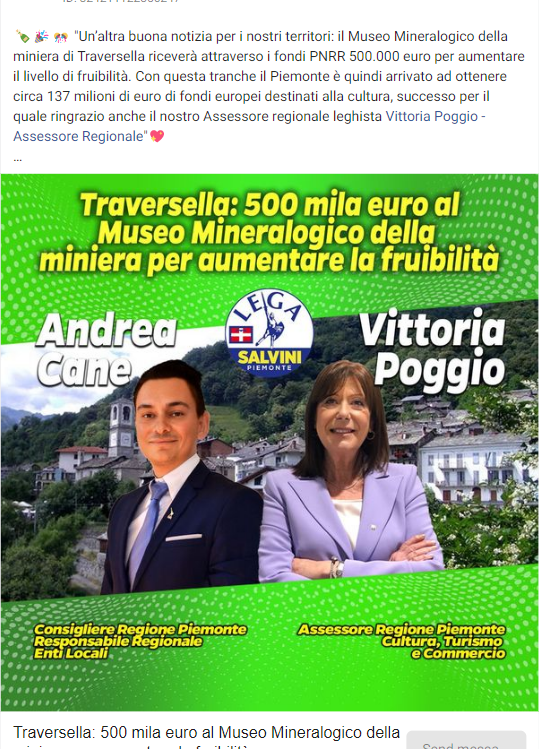 "Un'altra buona notizia per i nostri territori: il Museo Mineralogico della
miniera di Traversella riceverà attraverso i fondi PNRR 500.000 euro per aumentare
il livello di fruibilità. Con questa tranche il Piemonte è quindi arrivato ad ottenere
circa 137 milioni di euro di fondi europei destinati alla cultura, successo per il
quale ringrazio anche il nostro Assessore regionale leghista Vittoria Poggio -
Assessore Regionale"
...
Traversella: 500 mila euro al
Museo Mineralogico della
miniera per aumentare la fruibilità
Andrea
Cane
LEGA
SALVINI
PIEMONTE
Vittoria
Poggio
Consigliere Regione Piemonte
Responsabile Regionale
Enti Locali
Assessore Regione Piemonte
Cultura, Turismo
e Commercio
Traversella: 500 mila euro al Museo Mineralogico della